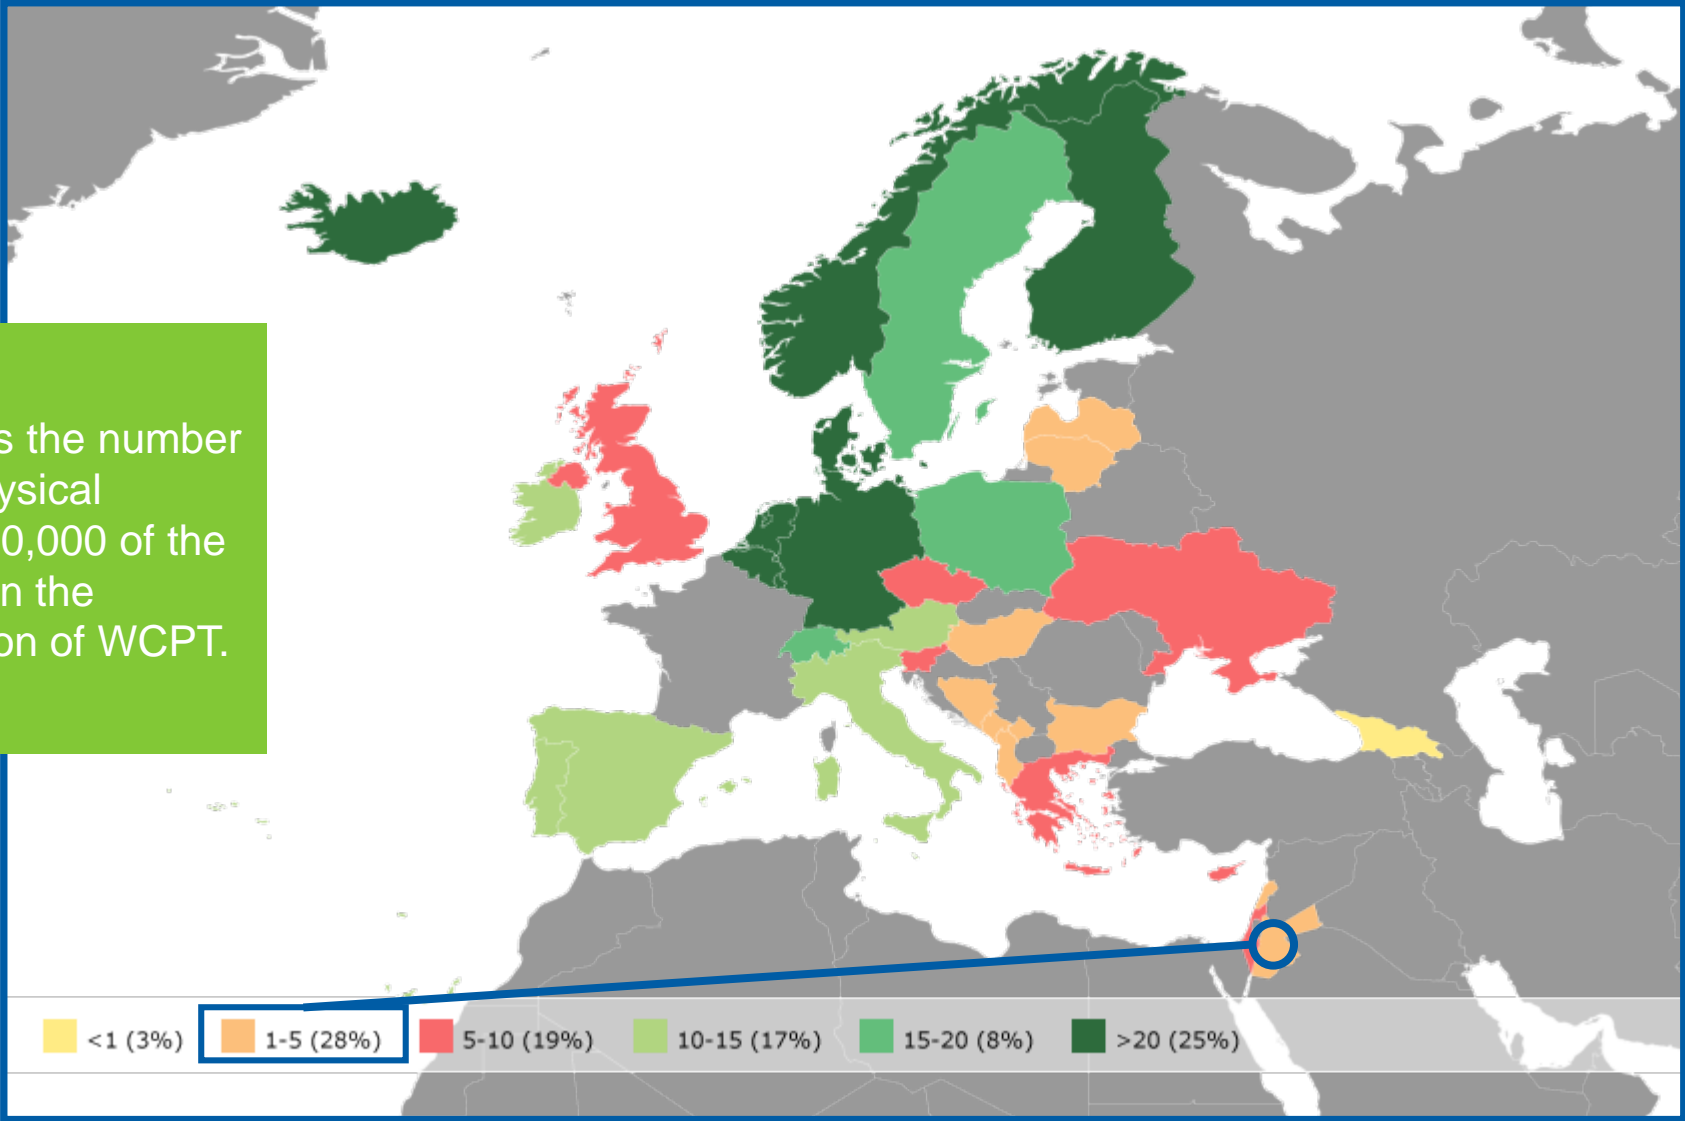 s the number
ysical
0,000 of the
n the
on of WCPT.
<1 (3%) 1-5 (28%) 5-10 (19%) 10-15 (17%) 15-20 (8%) >20 (25%)